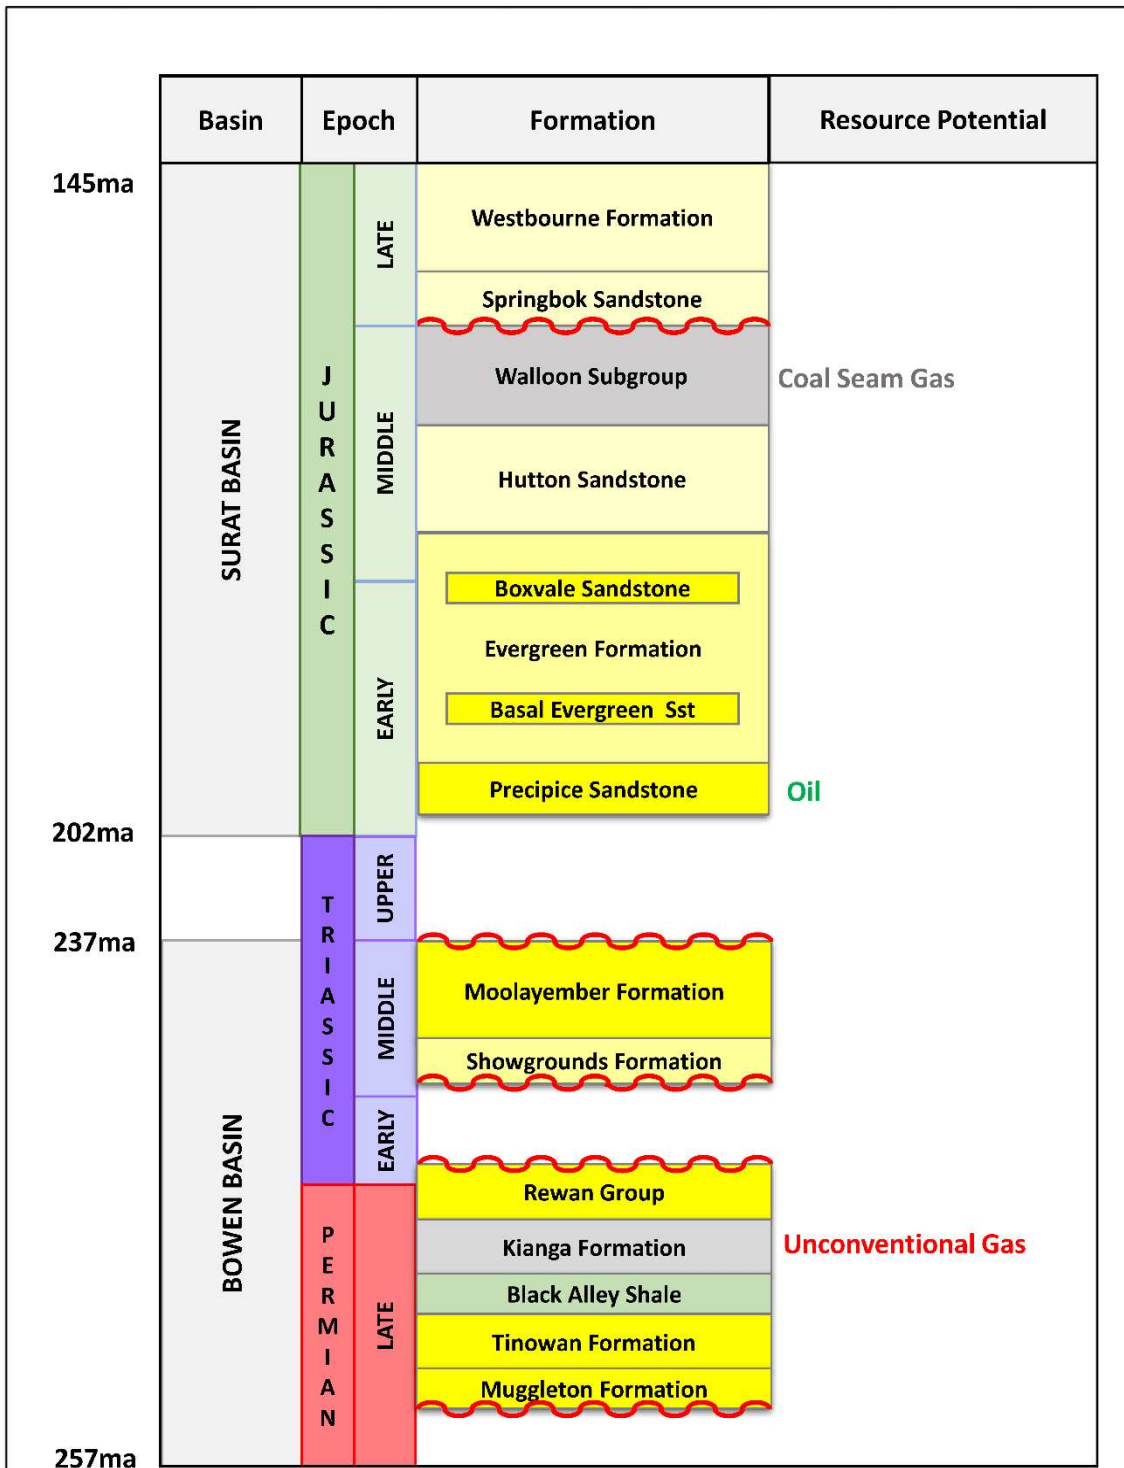 Basin Epoch Formation Resource Potential
145ma
SURAT BASIN
JURASSIC
LATE
Westbourne Formation
Springbok Sandstone
MIDDLE
Walloon Subgroup
Coal Seam Gas
Hutton Sandstone
EARLY
Boxvale Sandstone
Evergreen Formation
Basal Evergreen Sst
Precipice Sandstone
Oil
202ma
TRIASSIC
UPPER
237ma
BOWEN BASIN
MIDDLE
Moolayember Formation
Showgrounds Formation
EARLY
Rewan Group
PERMIAN
LATE
Kianga Formation
Unconventional Gas
Black Alley Shale
Tinowan Formation
Muggleton Formation
257ma